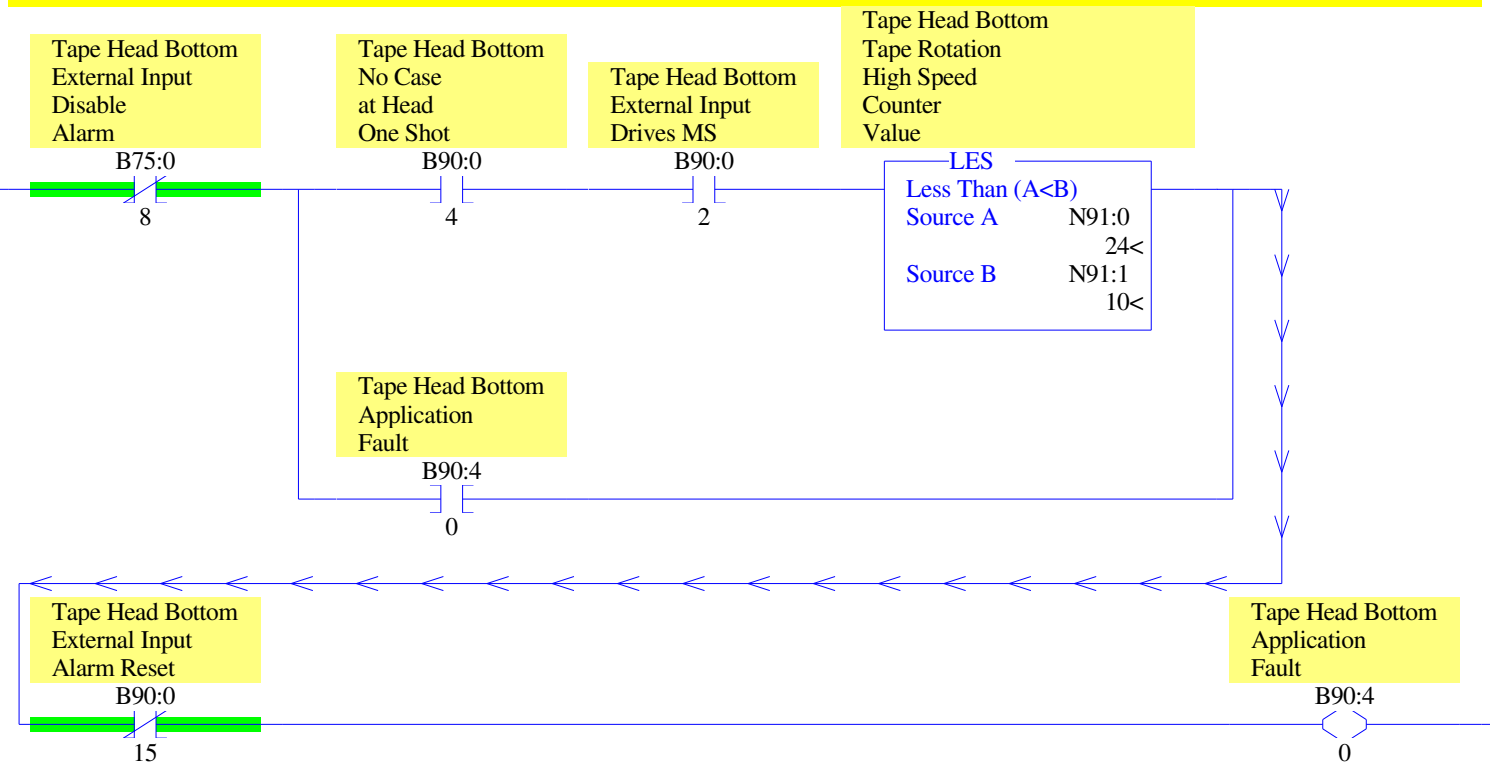 Tape Head Bottom
External Input
Disable
Alarm
B75:0
8
Tape Head Bottom
No Case
at Head
One Shot
B90:0
4
Tape Head Bottom
External Input
Drives MS
B90:0
2
Tape Head Bottom
Tape Rotation
High Speed
Counter
Value
LES
Less Than (A<B)
Source A N91:0
24<
Source B N91:1
10<
Tape Head Bottom
Application
Fault
B90:4
0
Tape Head Bottom
External Input
Alarm Reset
B90:0
15
Tape Head Bottom
Application
Fault
B90:4
0